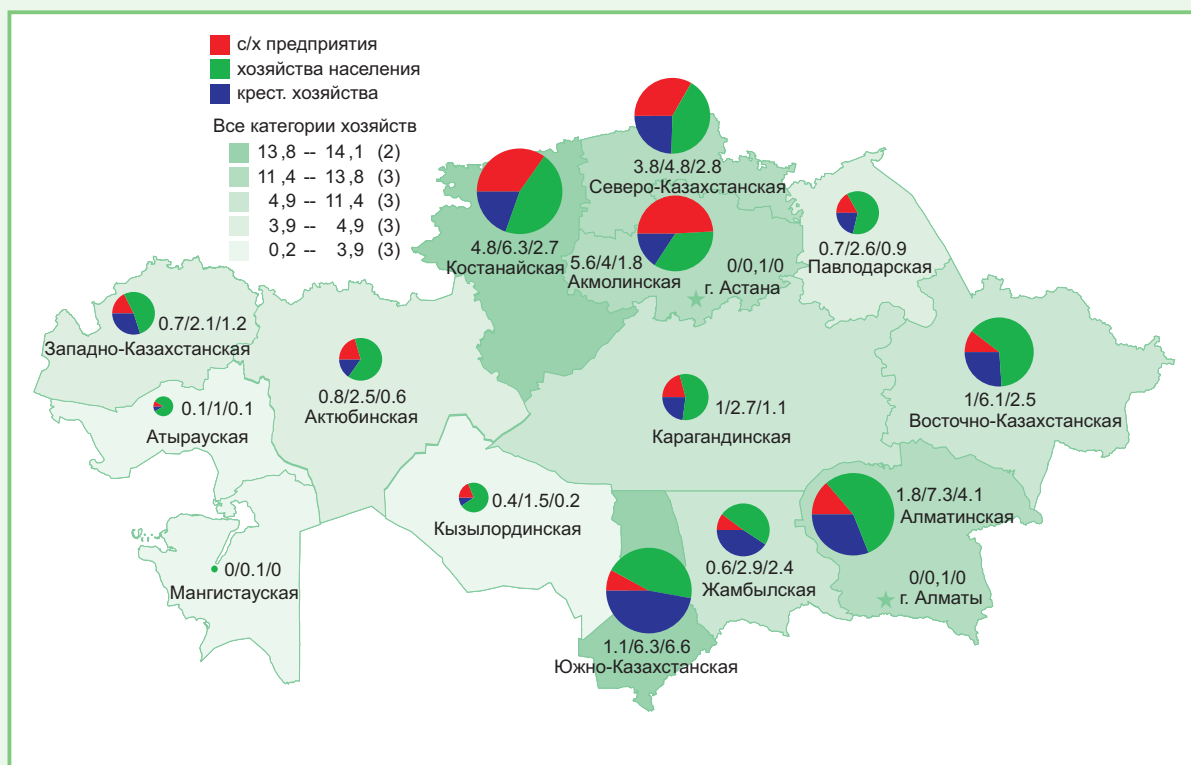 с/х предприятия
хозяйства населения
крест. хозяйства
Все категории хозяйств
13,8 -- 14,1 (2)
11,4 -- 13,8 (3)
4,9 -- 11,4 (3)
3,9 -- 4,9 (3)
0,2 -- 3,9 (3)
3.8/4.8/2.8
Северо-Казахстанская
4.8/6.3/2.7
Костанайская
5.6/4/1.8
Акмолинская
0/0,1/0
г. Астана
0.7/2.6/0.9
Павлодарская
0.7/2.1/1.2
Западно-Казахстанская
0.8/2.5/0.6
Актюбинская
0.1/1/0.1
Атырауская
1/2.7/1.1
Карагандинская
1/6.1/2.5
Восточно-Казахстанская
0.4/1.5/0.2
Кызылординская
1.8/7.3/4.1
Алматинская
0/0.1/0
Мангистауская
0.6/2.9/2.4
Жамбылская
0/0,1/0
г. Алматы
1.1/6.3/6.6
Южно-Казахстанская